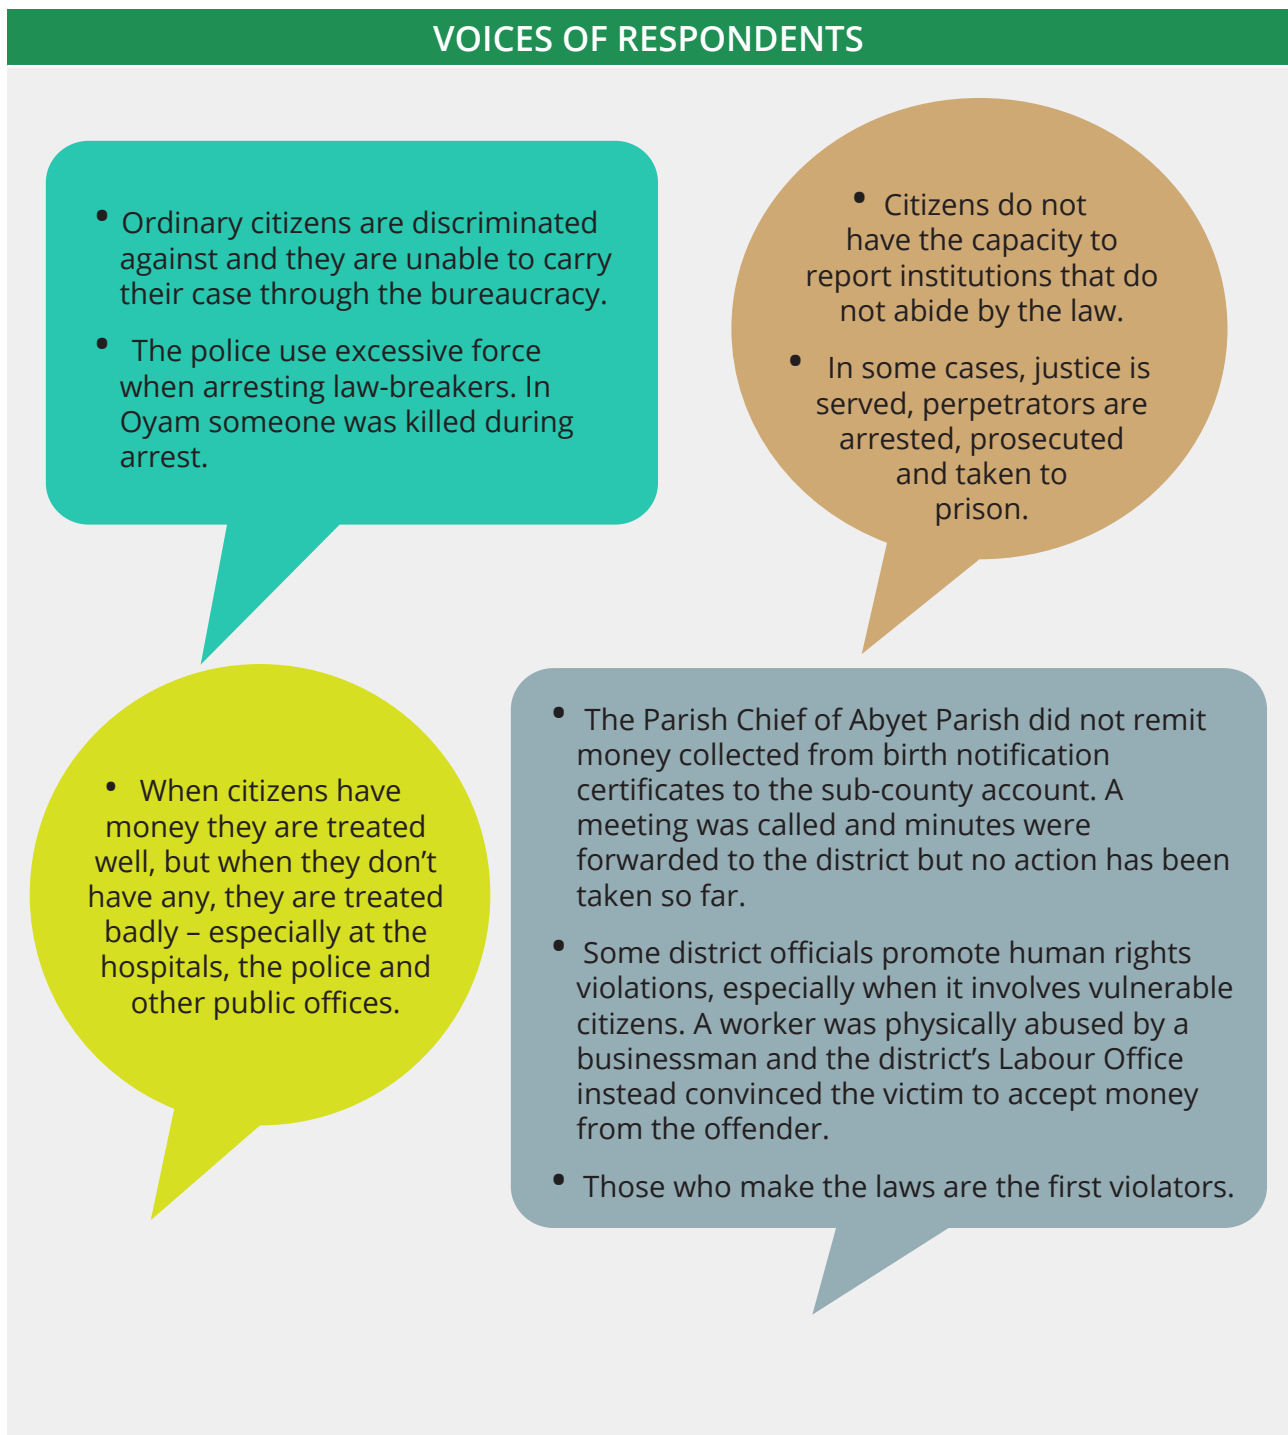 VOICES OF RESPONDENTS
• Ordinary citizens are discriminated
against and they are unable to carry
their case through the bureaucracy.
• The police use excessive force
when arresting law-breakers. In
Oyam someone was killed during
arrest.
• Citizens do not
have the capacity to
report institutions that do
not abide by the law.
• In some cases, justice is
served, perpetrators are
arrested, prosecuted
and taken to
prison.
• When citizens have
money they are treated
well, but when they don’t
have any, they are treated
badly – especially at the
hospitals, the police and
other public offices.
• The Parish Chief of Abyet Parish did not remit
money collected from birth notification
certificates to the sub-county account. A
meeting was called and minutes were
forwarded to the district but no action has been
taken so far.
• Some district officials promote human rights
violations, especially when it involves vulnerable
citizens. A worker was physically abused by a
businessman and the district’s Labour Office
instead convinced the victim to accept money
from the offender.
• Those who make the laws are the first violators.